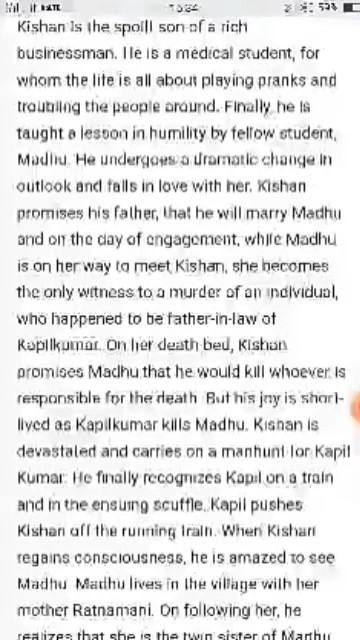 15:34
59%
Kishan is the spoilt son of a rich
businessman. He is a medical student, for
whom the life is all about playing pranks and
troubling the people around. Finally, he is
taught a lesson in humility by fellow student,
Madhu. He undergoes a dramatic change in
outlook and falls in love with her. Kishan
promises his father, that he will marry Madhu
and on the day of engagement, while Madhu
is on her way to meet Kishan, she becomes
the only witness to a murder of an individual,
who happened to be father-in-law of
Kapilkumar. On her death bed, Kishan
promises Madhu that he would kill whoever is
responsible for the death. But his joy is short-
lived as Kapilkumar kills Madhu. Kishan is
devastated and carries on a manhunt for Kapil
Kumar. He finally recognizes Kapil on a train
and in the ensuing scuffle, Kapil pushes
Kishan off the running train. When Kishan
regains consciousness, he is amazed to see
Madhu. Madhu lives in the village with her
mother Ratnamani. On following her, he
realizes that she is the twin sister of Madhu